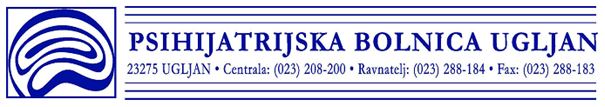 PSIHIJATRIJSKA BOLNICA UGLJAN
23275 UGLJAN • Centrala: (023) 208-200 • Ravnatelj: (023) 288-184 • Fax: (023) 288-183